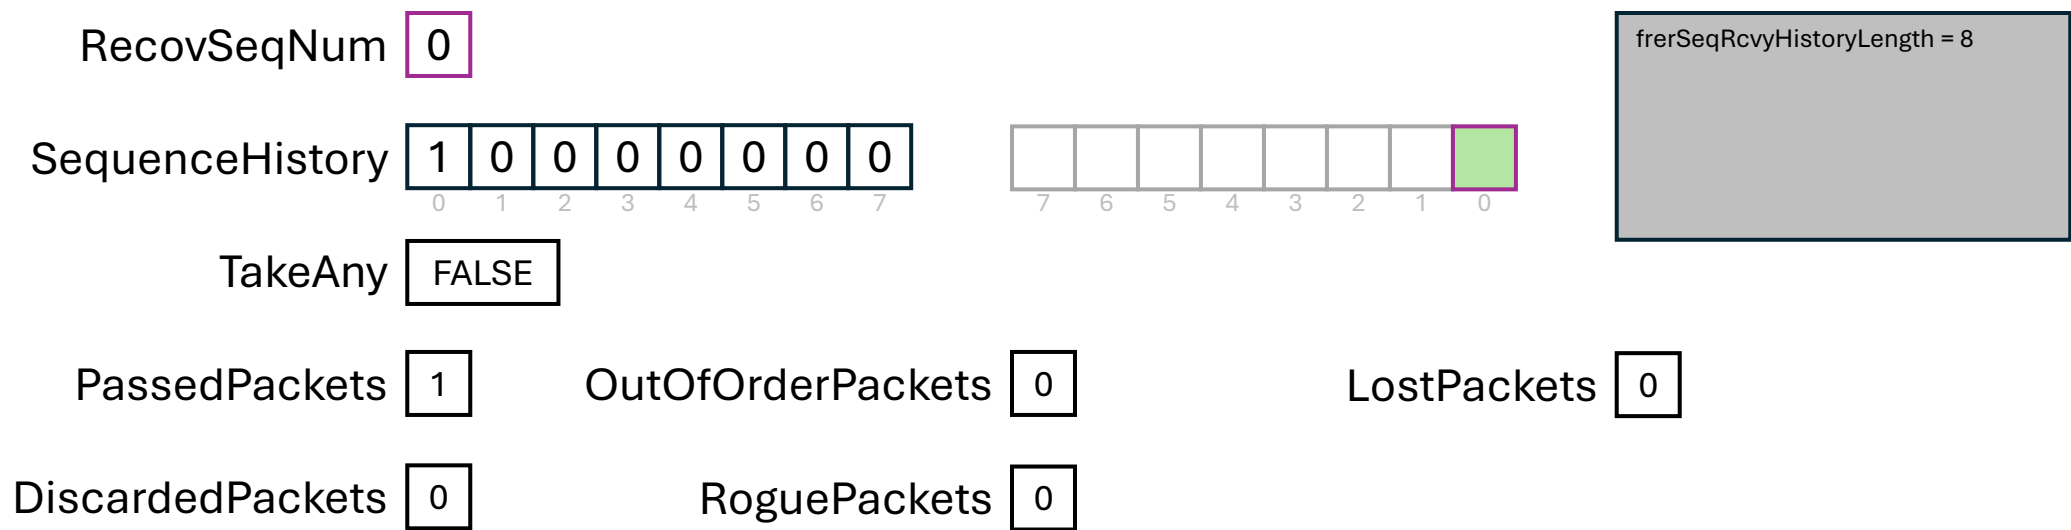 RecovSeqNum 0 frerSeqRcvyHistoryLength = 8
SequenceHistory 1 0 0 0 0 0 0 0
0 1 2 3 4 5 6 7 7 6 5 4 3 2 1 0
TakeAny FALSE
PassedPackets 1 OutOfOrderPackets 0 LostPackets 0
DiscardedPackets 0 RoguePackets 0